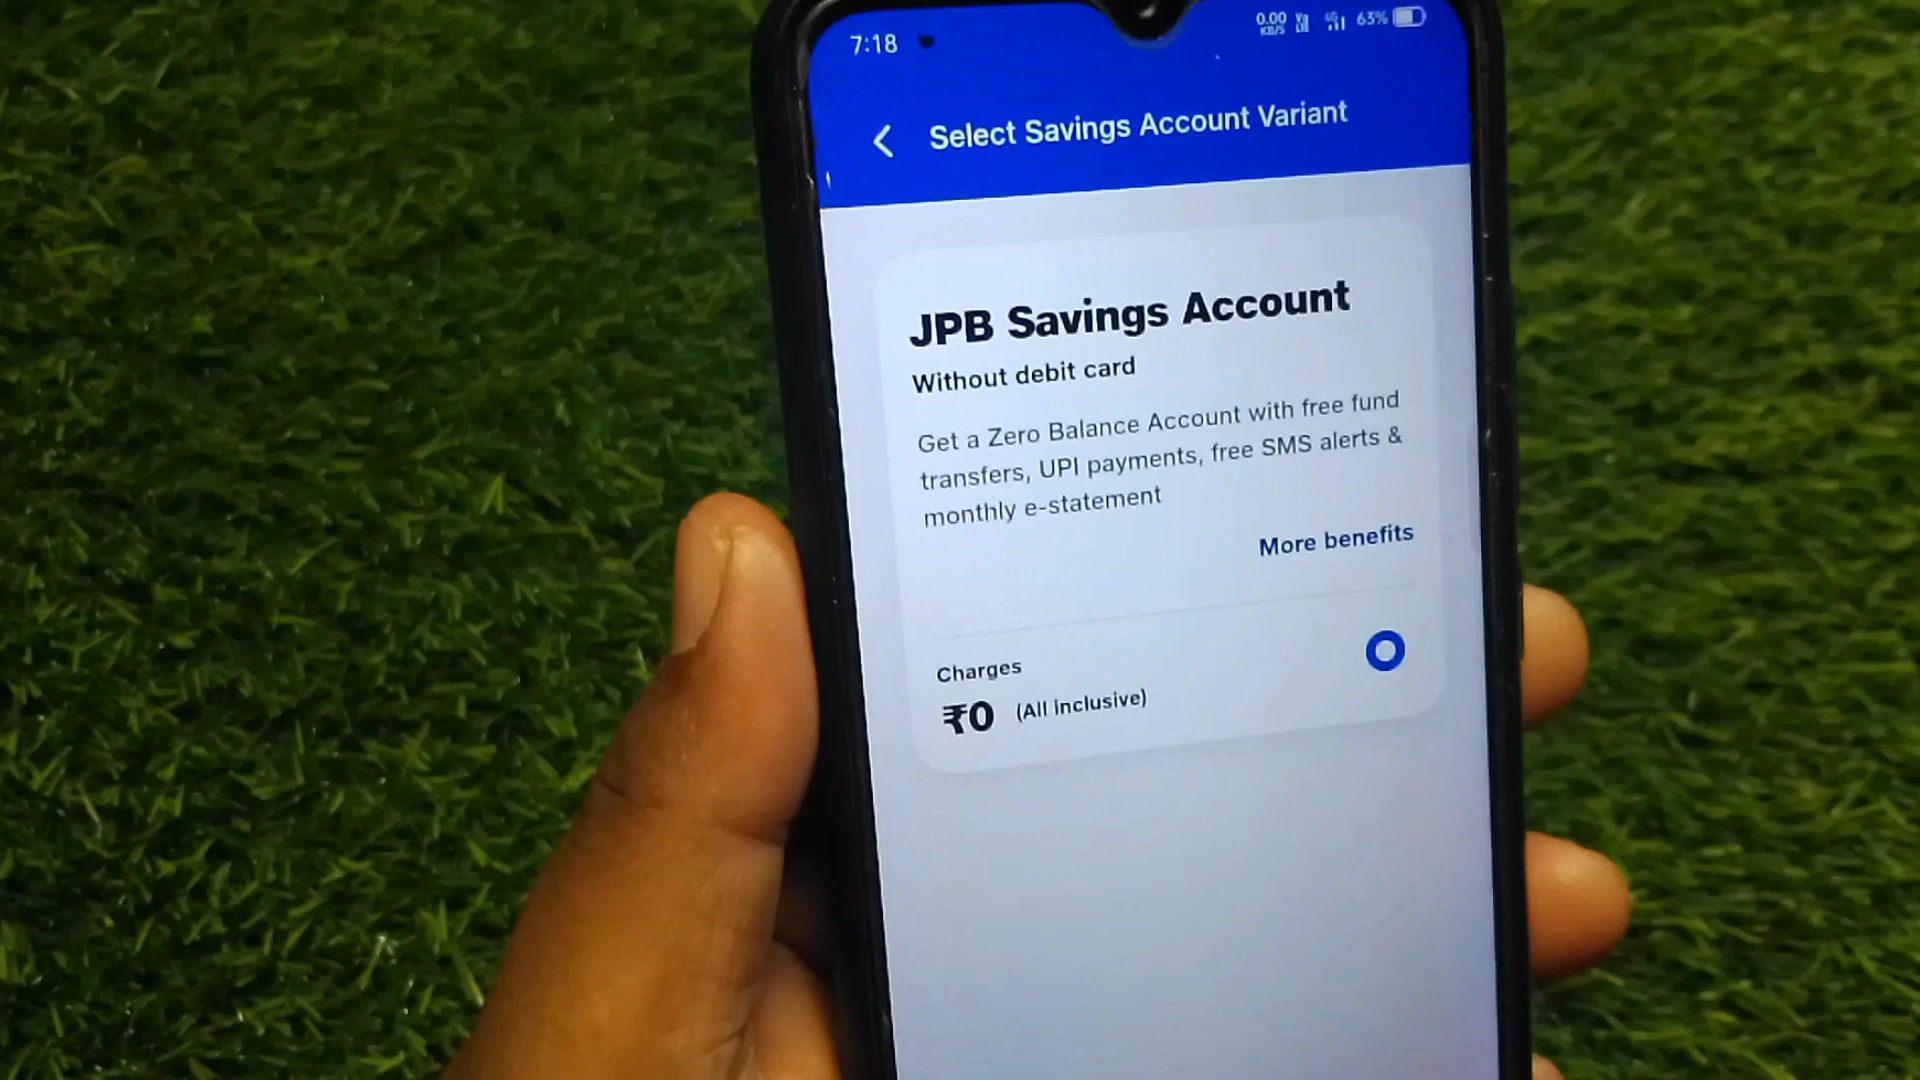 7:18
0.00 KB/S 4G 63%
Select Savings Account Variant
JPB Savings Account
Without debit card
Get a Zero Balance Account with free fund
transfers, UPI payments, free SMS alerts &
monthly e-statement
More benefits
Charges
₹0 (All inclusive)